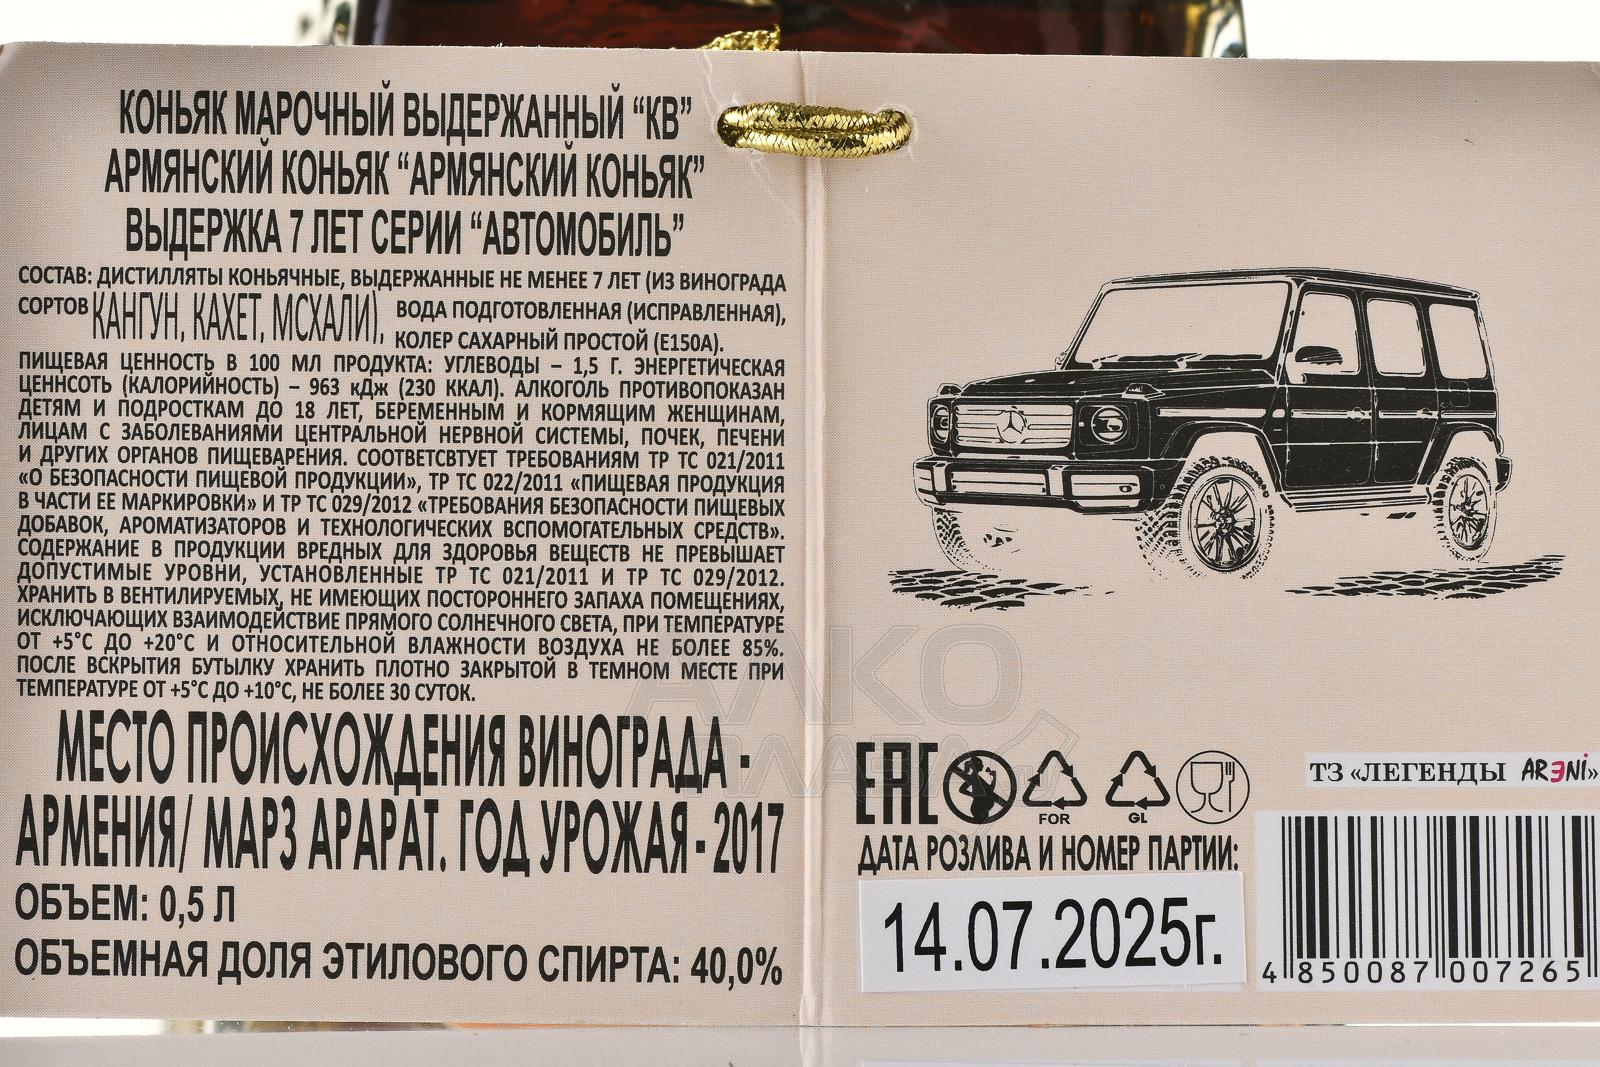 КОНЬЯК МАРОЧНЫЙ ВЫДЕРЖАННЫЙ “КВ”
АРМЯНСКИЙ КОНЬЯК “АРМЯНСКИЙ КОНЬЯК”
ВЫДЕРЖКА 7 ЛЕТ СЕРИИ “АВТОМОБИЛЬ”
СОСТАВ: ДИСТИЛЛЯТЫ КОНЬЯЧНЫЕ, ВЫДЕРЖАННЫЕ НЕ МЕНЕЕ 7 ЛЕТ (ИЗ ВИНОГРАДА
СОРТОВ КАНГУН, КАХЕТ, МСХАЛИ), ВОДА ПОДГОТОВЛЕННАЯ (ИСПРАВЛЕННАЯ),
КОЛЕР САХАРНЫЙ ПРОСТОЙ (Е150А).
ПИЩЕВАЯ ЦЕННОСТЬ В 100 МЛ ПРОДУКТА: УГЛЕВОДЫ – 1,5 Г. ЭНЕРГЕТИЧЕСКАЯ
ЦЕННСОТЬ (КАЛОРИЙНОСТЬ) – 963 кДж (230 ККАЛ). АЛКОГОЛЬ ПРОТИВОПОКАЗАН
ДЕТЯМ И ПОДРОСТКАМ ДО 18 ЛЕТ, БЕРЕМЕННЫМ И КОРМЯЩИМ ЖЕНЩИНАМ,
ЛИЦАМ С ЗАБОЛЕВАНИЯМИ ЦЕНТРАЛЬНОЙ НЕРВНОЙ СИСТЕМЫ, ПОЧЕК, ПЕЧЕНИ
И ДРУГИХ ОРГАНОВ ПИЩЕВАРЕНИЯ. СООТВЕТСВТУЕТ ТРЕБОВАНИЯМ ТР ТС 021/2011
«О БЕЗОПАСНОСТИ ПИЩЕВОЙ ПРОДУКЦИИ», ТР ТС 022/2011 «ПИЩЕВАЯ ПРОДУКЦИЯ
В ЧАСТИ ЕЕ МАРКИРОВКИ» И ТР ТС 029/2012 «ТРЕБОВАНИЯ БЕЗОПАСНОСТИ ПИЩЕВЫХ
ДОБАВОК, АРОМАТИЗАТОРОВ И ТЕХНОЛОГИЧЕСКИХ ВСПОМОГАТЕЛЬНЫХ СРЕДСТВ».
СОДЕРЖАНИЕ В ПРОДУКЦИИ ВРЕДНЫХ ДЛЯ ЗДОРОВЬЯ ВЕЩЕСТВ НЕ ПРЕВЫШАЕТ
ДОПУСТИМЫЕ УРОВНИ, УСТАНОВЛЕННЫЕ ТР ТС 021/2011 И ТР ТС 029/2012.
ХРАНИТЬ В ВЕНТИЛИРУЕМЫХ, НЕ ИМЕЮЩИХ ПОСТОРОННЕГО ЗАПАХА ПОМЕЩЕНИЯХ,
ИСКЛЮЧАЮЩИХ ВЗАИМОДЕЙСТВИЕ ПРЯМОГО СОЛНЕЧНОГО СВЕТА, ПРИ ТЕМПЕРАТУРЕ
ОТ +5°С ДО +20°С И ОТНОСИТЕЛЬНОЙ ВЛАЖНОСТИ ВОЗДУХА НЕ БОЛЕЕ 85%.
ПОСЛЕ ВСКРЫТИЯ БУТЫЛКУ ХРАНИТЬ ПЛОТНО ЗАКРЫТОЙ В ТЕМНОМ МЕСТЕ ПРИ
ТЕМПЕРАТУРЕ ОТ +5°С ДО +10°С, НЕ БОЛЕЕ 30 СУТОК.
МЕСТО ПРОИСХОЖДЕНИЯ ВИНОГРАДА -
АРМЕНИЯ/ МАРЗ АРАРАТ. ГОД УРОЖАЯ - 2017
ОБЪЕМ: 0,5 Л
ОБЪЕМНАЯ ДОЛЯ ЭТИЛОВОГО СПИРТА: 40,0%
АЛКО
ПЛАЗА.ru
EAC
FOR
GL
ТЗ «ЛЕГЕНДЫ ARЭNI»
ДАТА РОЗЛИВА И НОМЕР ПАРТИИ:
14.07.2025г.
4 850087 007265